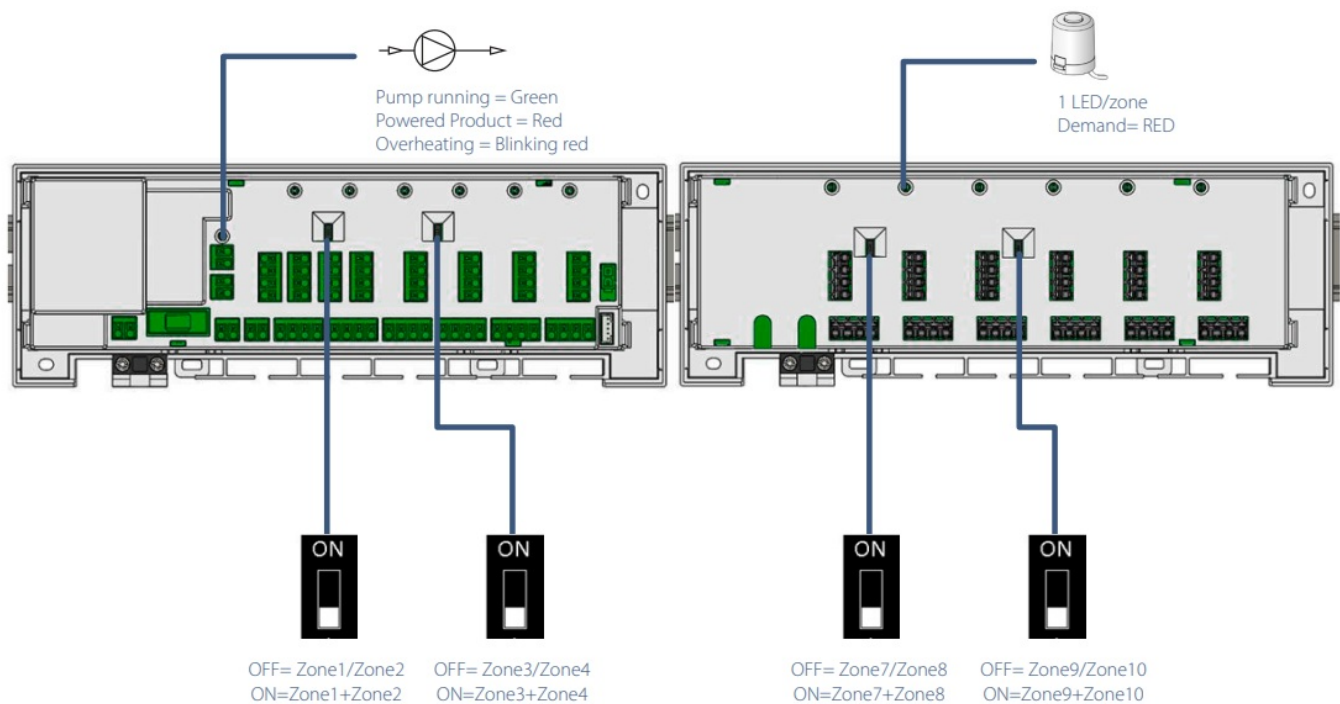 Pump running = Green
Powered Product = Red
Overheating = Blinking red
1 LED/zone
Demand= RED
ON
ON
ON
ON
OFF= Zone1/Zone2
ON=Zone1+Zone2
OFF= Zone3/Zone4
ON=Zone3+Zone4
OFF= Zone7/Zone8
ON=Zone7+Zone8
OFF= Zone9/Zone10
ON=Zone9+Zone10